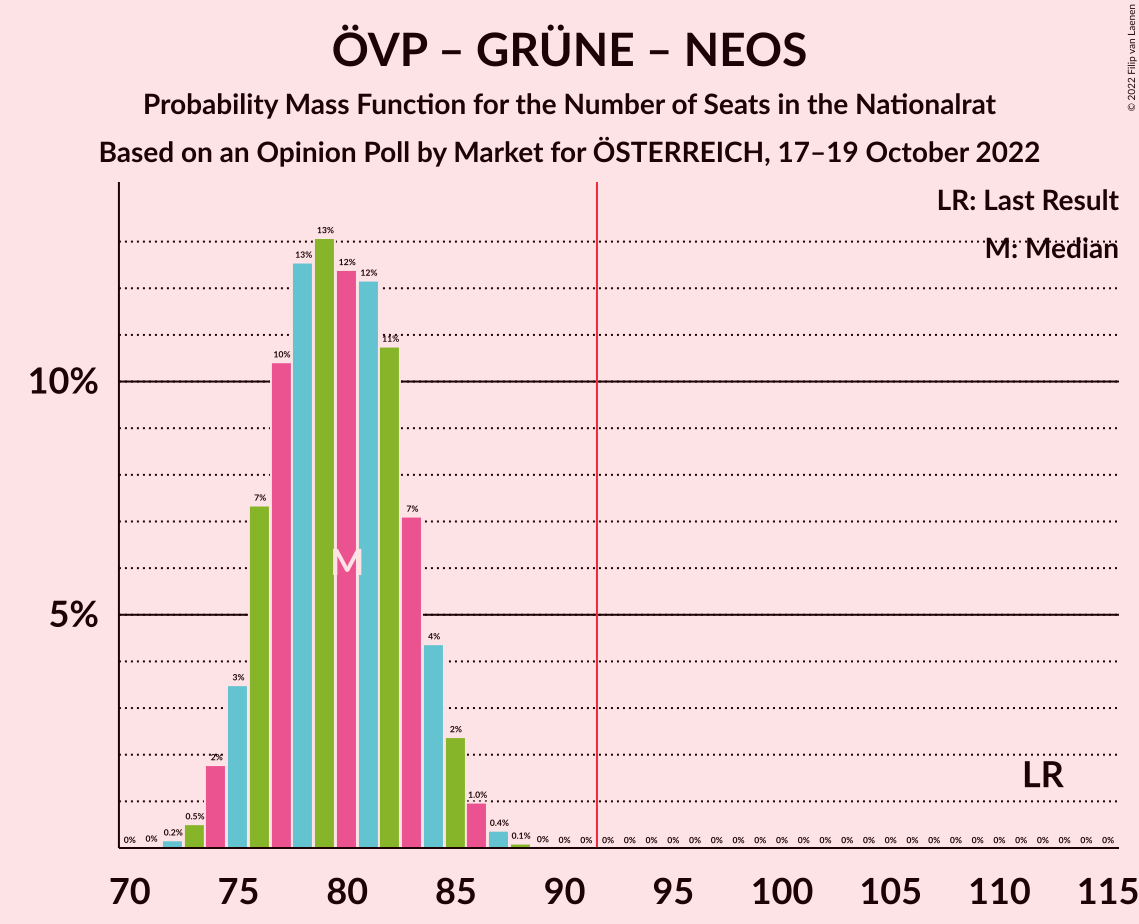 ÖVP – GRÜNE – NEOS
Probability Mass Function for the Number of Seats in the Nationalrat
Based on an Opinion Poll by Market for ÖSTERREICH, 17–19 October 2022
© 2022 Filip van Laenen
LR: Last Result
M: Median
10%
5%
0% 0% 0.2% 0.5% 2% 3% 7% 10% 13% 13% 12% 12% 11% 7% 4% 2% 1.0% 0.4% 0.1% 0% 0% 0% 0% 0% 0% 0% 0% 0% 0% 0% 0% 0% 0% 0% 0% 0% 0% 0% 0% 0% 0% 0% 0% 0% 0% 0%
M
LR
70 75 80 85 90 95 100 105 110 115